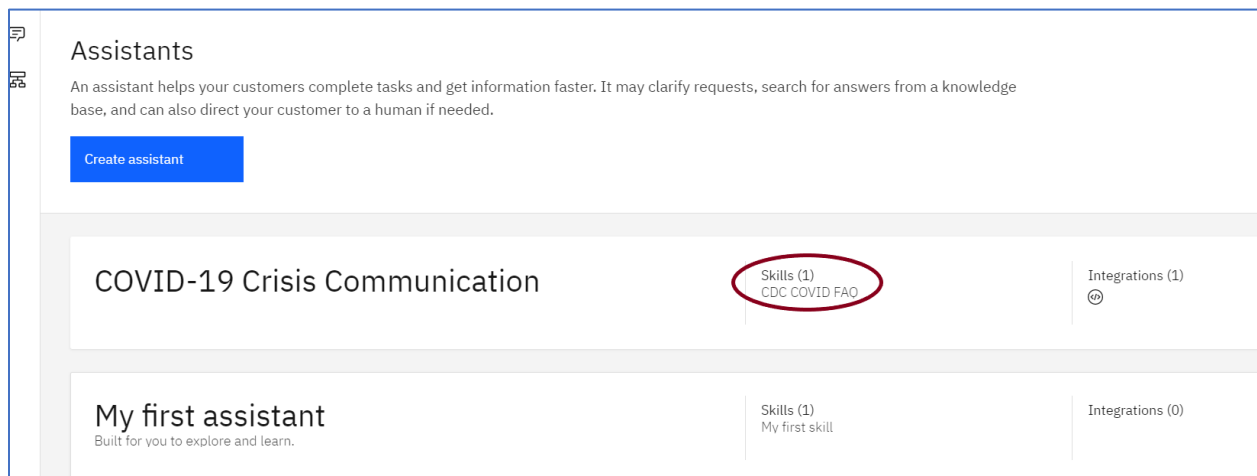 Assistants
An assistant helps your customers complete tasks and get information faster. It may clarify requests, search for answers from a knowledge
base, and can also direct your customer to a human if needed.
Create assistant
COVID-19 Crisis Communication
Skills (1)
CDC COVID FAQ
Integrations (1)
My first assistant
Built for you to explore and learn.
Skills (1)
My first skill
Integrations (0)